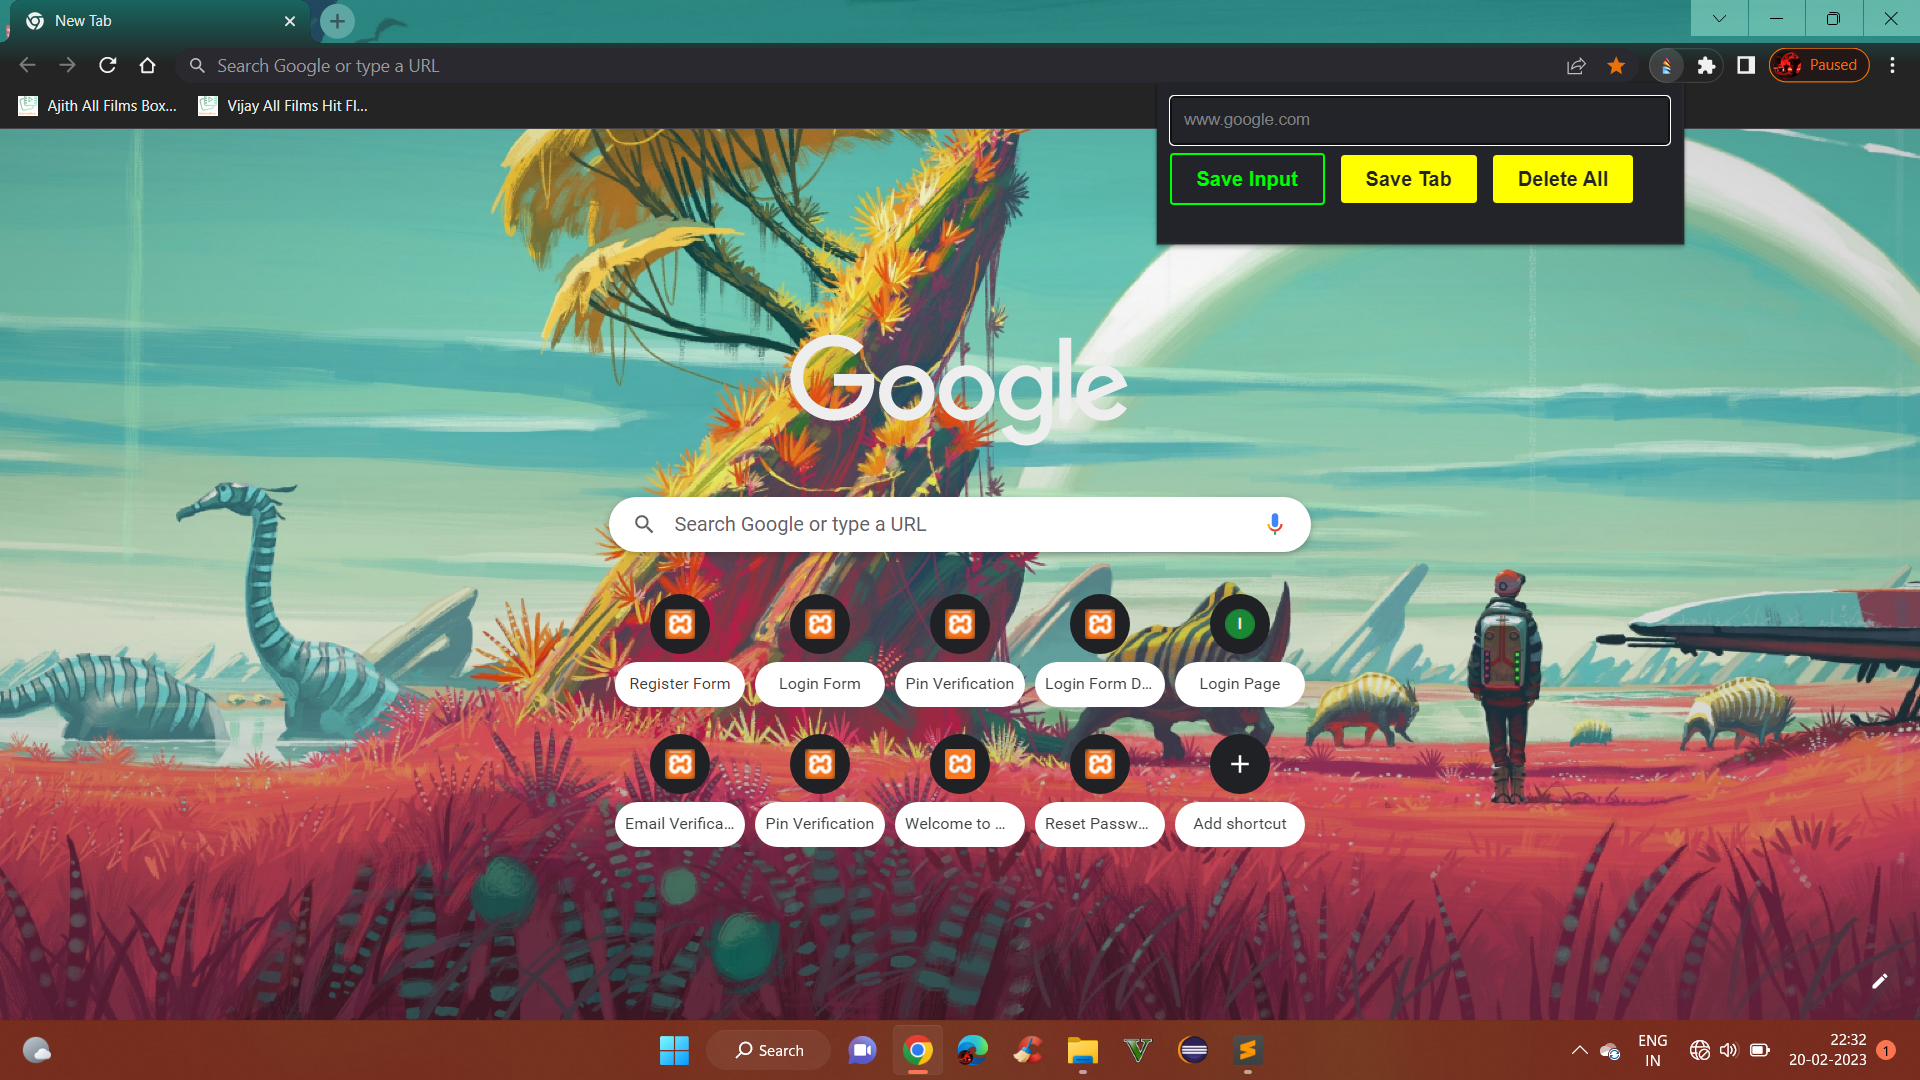 New Tab
Search Google or type a URL
Paused
Ajith All Films Box...
Vijay All Films Hit Fl...
www.google.com
Save Input
Save Tab
Delete All
Google
Search Google or type a URL
Register Form
Login Form
Pin Verification
Login Form D...
I
Login Page
Email Verifica...
Pin Verification
Welcome to ...
Reset Passw...
Add shortcut
Search
ENG
IN
22:32
20-02-2023
1